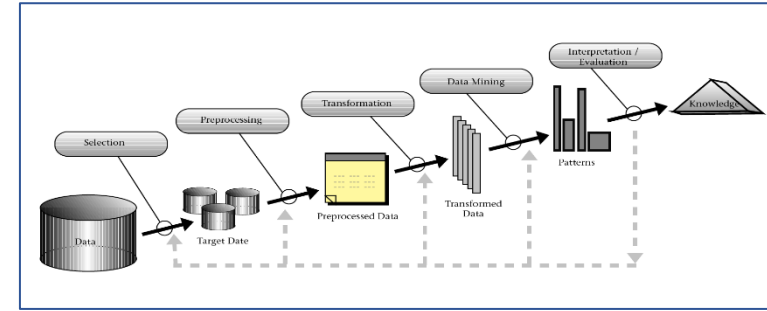 Interpretation /
Evaluation
Data Mining
Knowledge
Transformation
Preprocessing
Patterns
Selection
Transformed
Data
Preprocessed Data
Data
Target Date